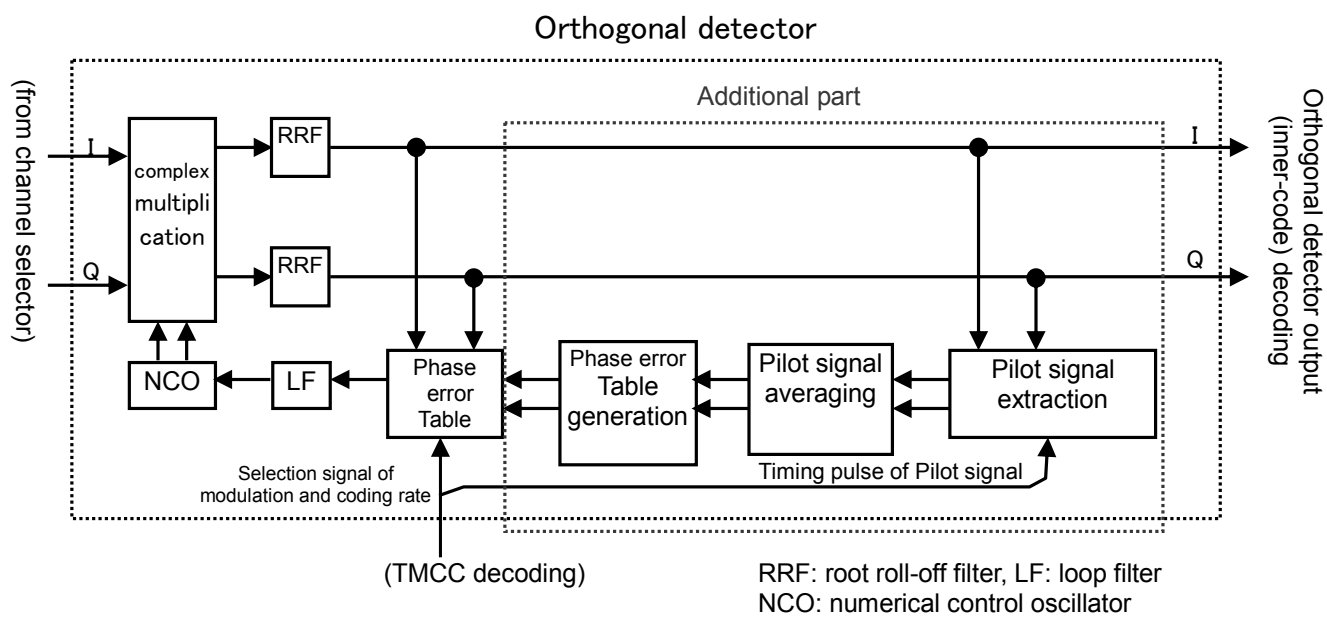 Orthogonal detector
Additional part
(from channel selector)
I
Q
complex
multipli
cation
RRF
RRF
I
Q
Orthogonal detector output
(inner-code) decoding
NCO
LF
Phase
error
Table
Phase error
Table
generation
Pilot signal
averaging
Pilot signal
extraction
Selection signal of
modulation and coding rate
Timing pulse of Pilot signal
(TMCC decoding)
RRF: root roll-off filter, LF: loop filter
NCO: numerical control oscillator